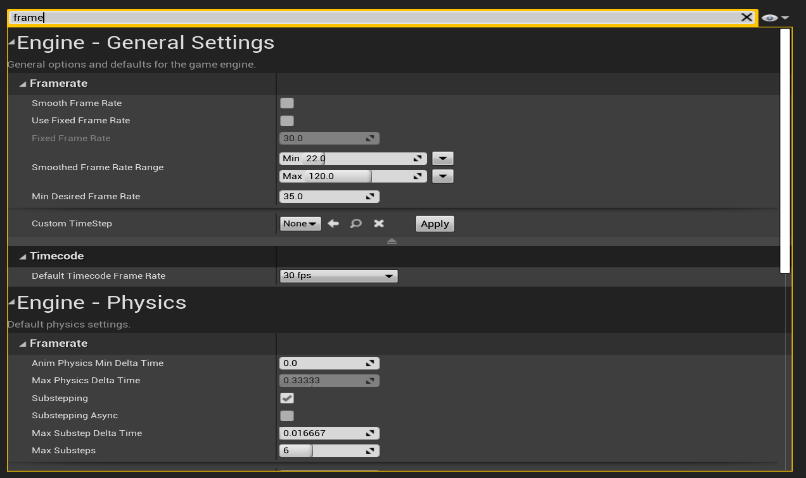 frame
Engine - General Settings
General options and defaults for the game engine.
Framerate
Smooth Frame Rate
Use Fixed Frame Rate
Fixed Frame Rate 30.0
Smoothed Frame Rate Range Min 22.0
Max 120.0
Min Desired Frame Rate 35.0
Custom TimeStep None Apply
Timecode
Default Timecode Frame Rate 30 fps
Engine - Physics
Default physics settings.
Framerate
Anim Physics Min Delta Time 0.0
Max Physics Delta Time 0.33333
Substepping
Substepping Async
Max Substep Delta Time 0.016667
Max Substeps 6